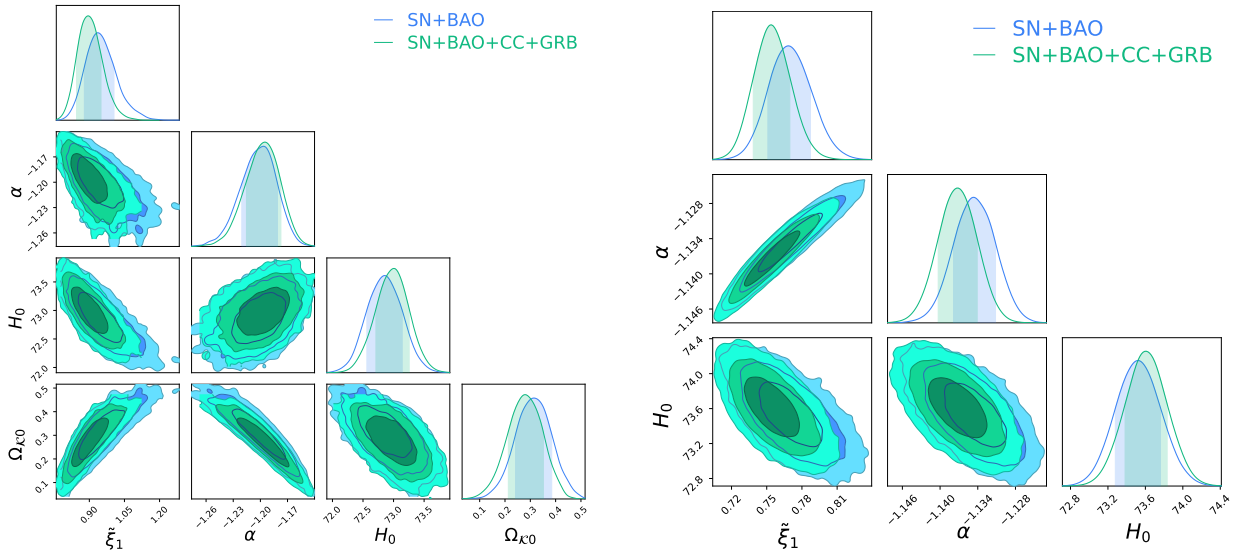 SN+BAO
SN+BAO+CC+GRB
α
−1.17
−1.20
−1.23
−1.26
H₀
73.5
73.0
72.5
72.0
Ω𝒦0
0.5
0.4
0.3
0.2
0.1
0.90 1.05 1.20
−1.26 −1.23 −1.20 −1.17
72.0 72.5 73.0 73.5
0.1 0.2 0.3 0.4 0.5
ξ̃₁ α H₀ Ω𝒦0
SN+BAO
SN+BAO+CC+GRB
α
−1.128
−1.134
−1.140
−1.146
H₀
74.4
74.0
73.6
73.2
72.8
0.72 0.75 0.78 0.81
−1.146 −1.140 −1.134 −1.128
72.8 73.2 73.6 74.0 74.4
ξ̃₁ α H₀